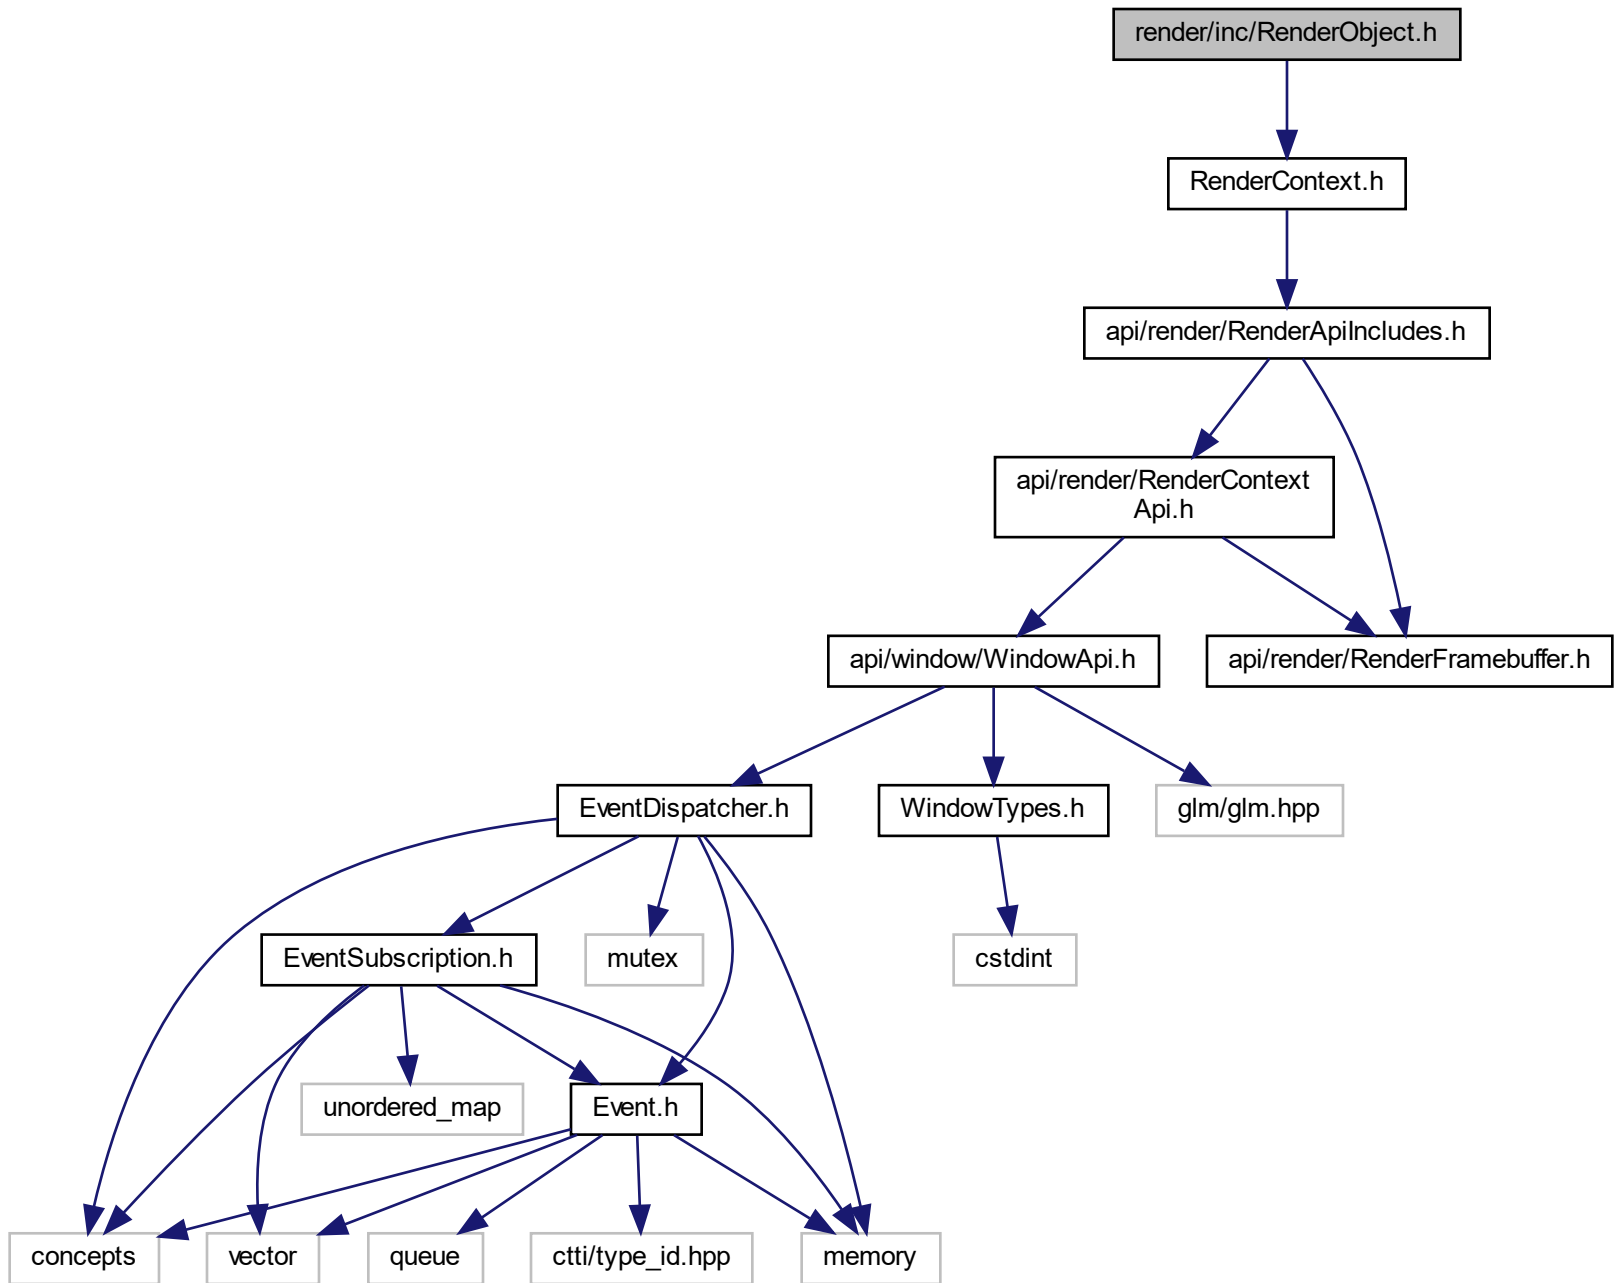 render/inc/RenderObject.h
RenderContext.h
api/render/RenderApiIncludes.h
api/render/RenderContext
Api.h
api/window/WindowApi.h
api/render/RenderFramebuffer.h
EventDispatcher.h
WindowTypes.h
glm/glm.hpp
EventSubscription.h
mutex
cstdint
unordered_map
Event.h
concepts
vector
queue
ctti/type_id.hpp
memory